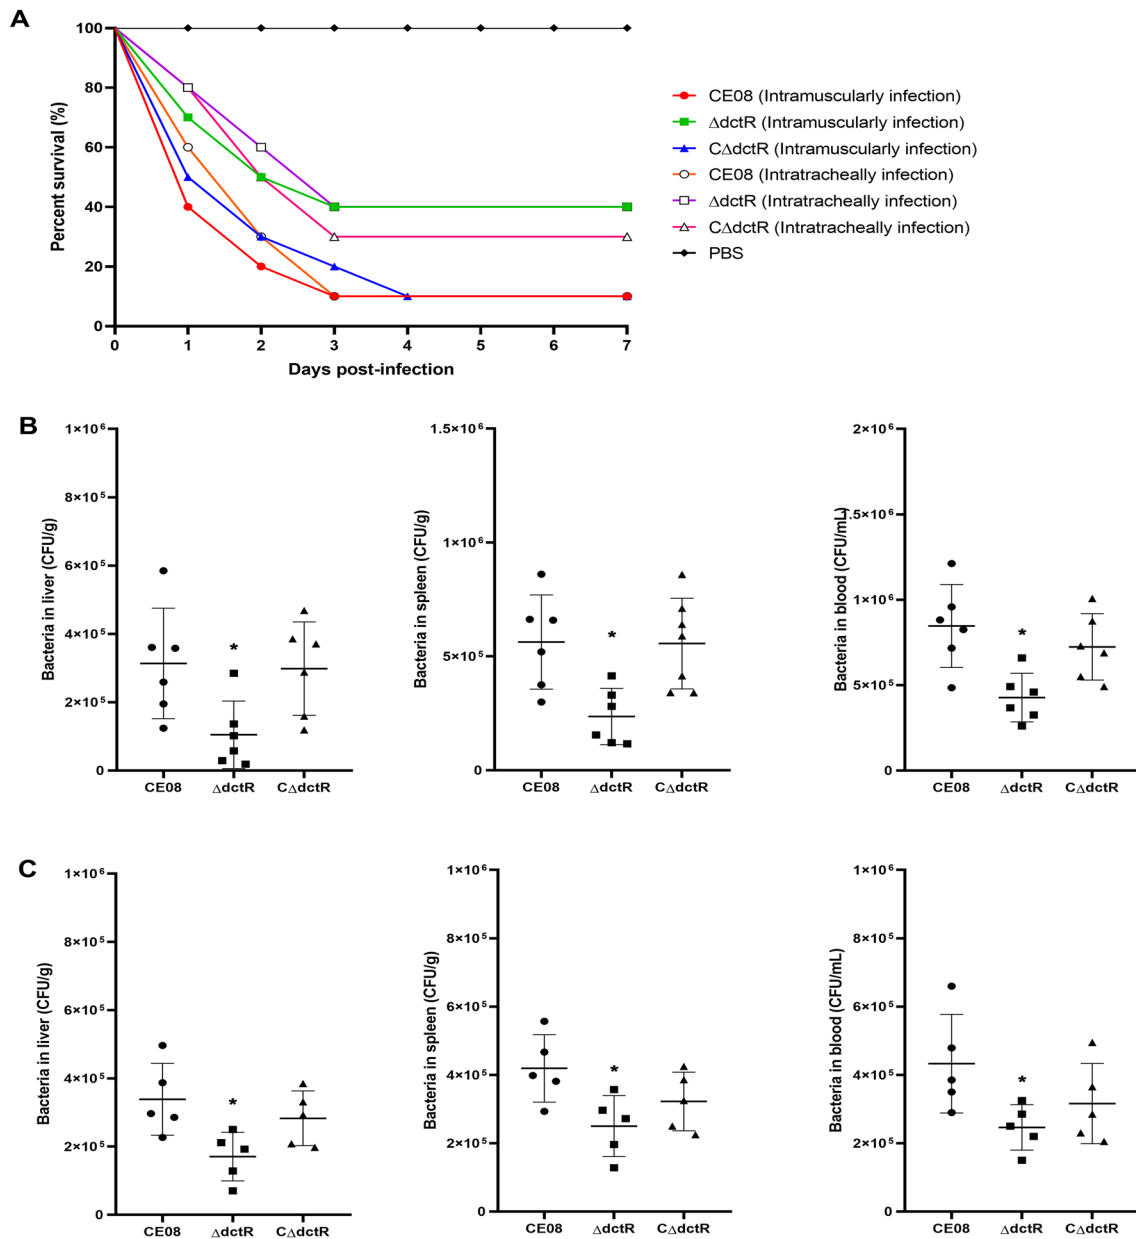 A
Percent survival (%)
100
80
60
40
20
0
0 1 2 3 4 5 6 7
Days post-infection
CE08 (Intramuscularly infection)
ΔdctR (Intramuscularly infection)
CΔdctR (Intramuscularly infection)
CE08 (Intratracheally infection)
ΔdctR (Intratracheally infection)
CΔdctR (Intratracheally infection)
PBS
B
Bacteria in liver (CFU/g)
1×10⁶
8×10⁵
6×10⁵
4×10⁵
2×10⁵
0
*
CE08 ΔdctR CΔdctR
Bacteria in spleen (CFU/g)
1.5×10⁶
1×10⁶
5×10⁵
0
*
CE08 ΔdctR CΔdctR
Bacteria in blood (CFU/mL)
2×10⁶
1.5×10⁶
1×10⁶
5×10⁵
0
*
CE08 ΔdctR CΔdctR
C
Bacteria in liver (CFU/g)
1×10⁶
8×10⁵
6×10⁵
4×10⁵
2×10⁵
0
*
CE08 ΔdctR CΔdctR
Bacteria in spleen (CFU/g)
1×10⁶
8×10⁵
6×10⁵
4×10⁵
2×10⁵
0
*
CE08 ΔdctR CΔdctR
Bacteria in blood (CFU/mL)
1×10⁶
8×10⁵
6×10⁵
4×10⁵
2×10⁵
0
*
CE08 ΔdctR CΔdctR